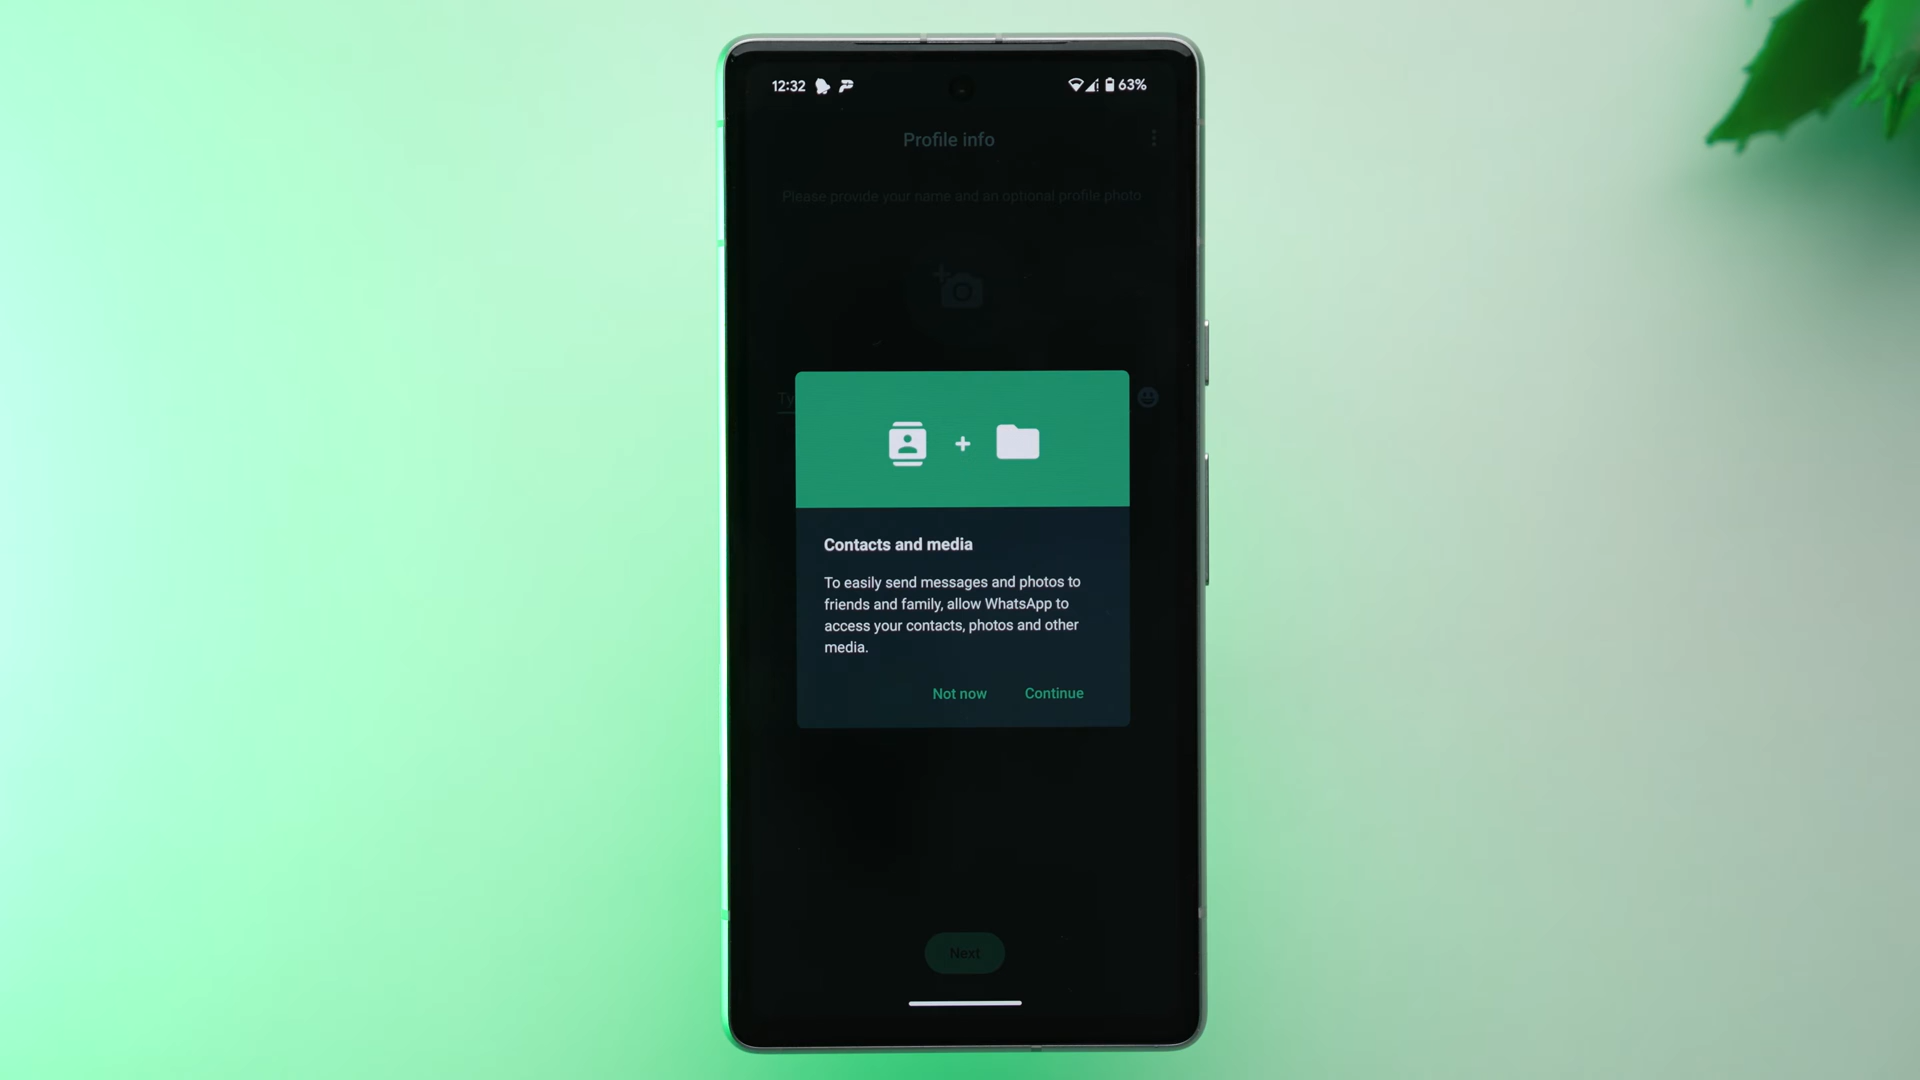 12:32 63%
Profile info
Please provide your name and an optional profile photo
Ty
Contacts and media
To easily send messages and photos to
friends and family, allow WhatsApp to
access your contacts, photos and other
media.
Not now Continue
Next